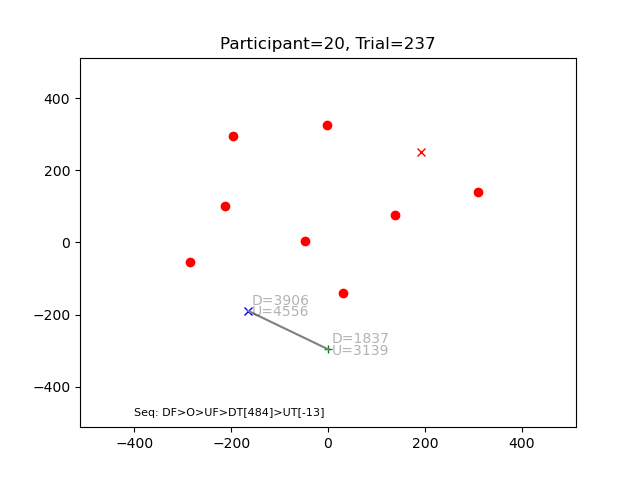 Participant=20, Trial=237
400
200
0
−200
−400
D=3906
U=4556
D=1837
U=3139
Seq: DF>O>UF>DT[484]>UT[-13]
−400
−200
0
200
400